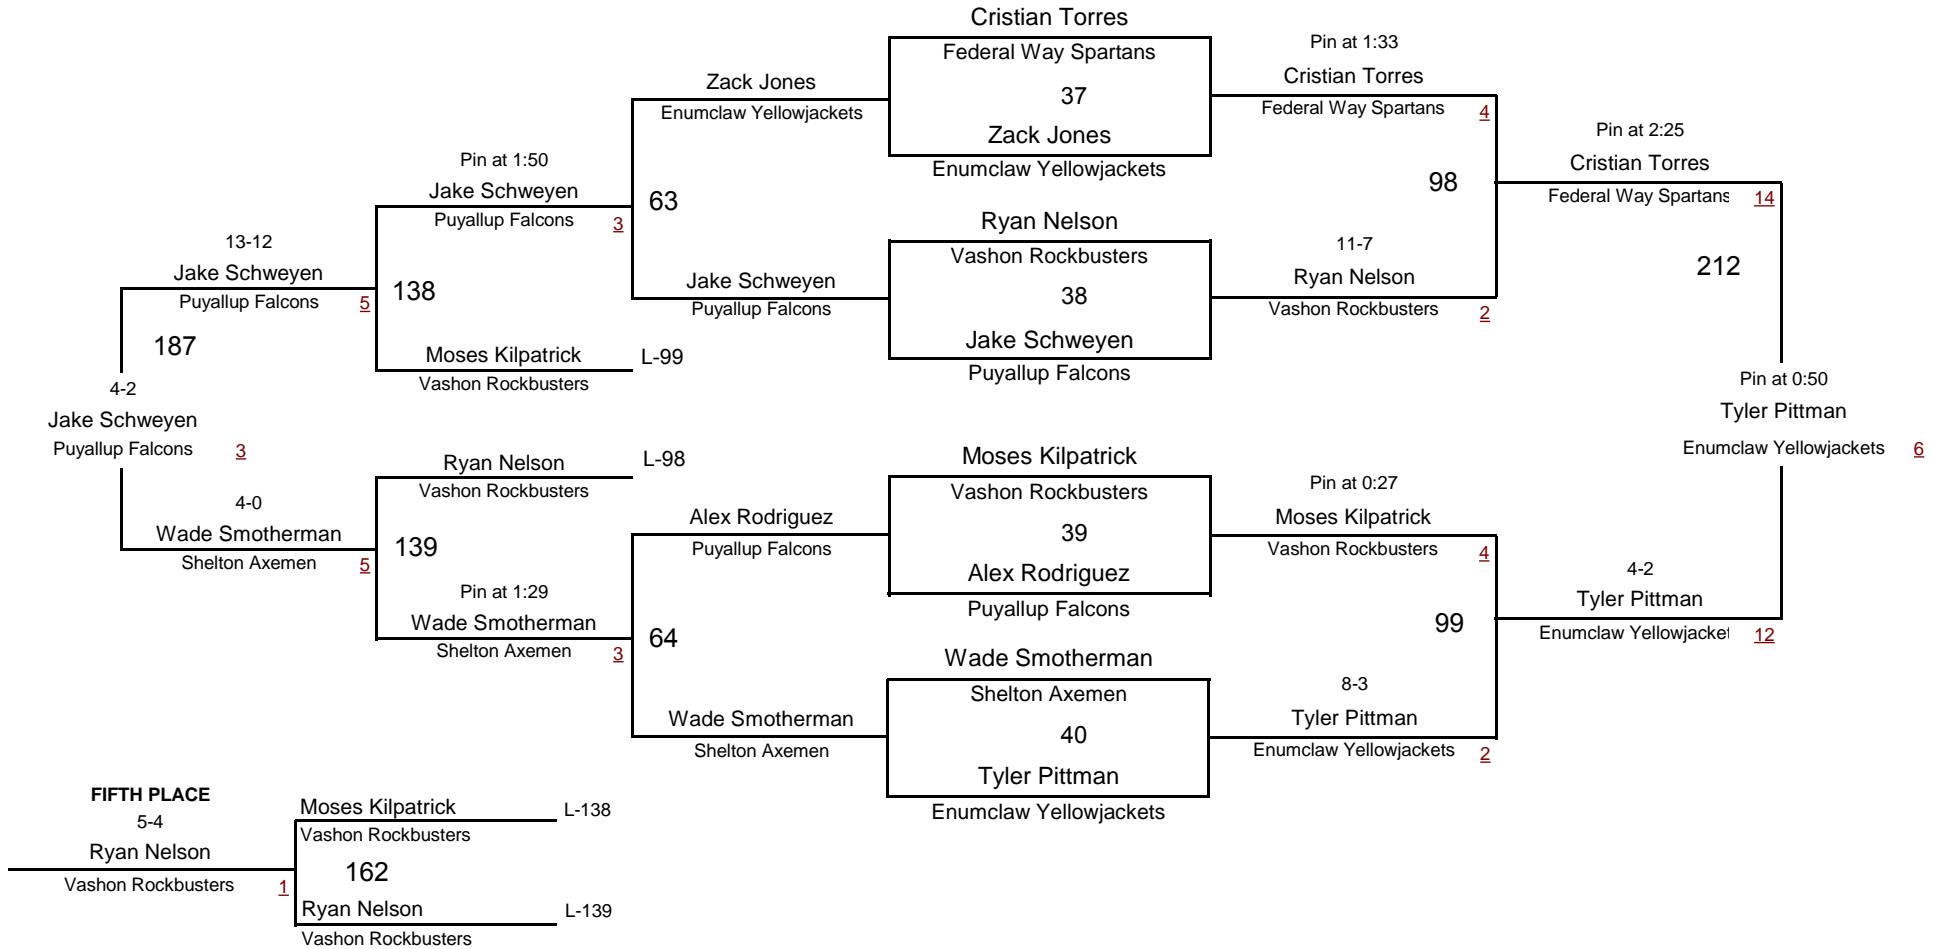 Cristian Torres
Federal Way Spartans
37
Zack Jones
Enumclaw Yellowjackets
Ryan Nelson
Vashon Rockbusters
38
Jake Schweyen
Puyallup Falcons
Moses Kilpatrick
Vashon Rockbusters
39
Alex Rodriguez
Puyallup Falcons
Wade Smotherman
Shelton Axemen
40
Tyler Pittman
Enumclaw Yellowjackets
Pin at 1:33
Cristian Torres
Federal Way Spartans 4
98
11-7
Ryan Nelson
Vashon Rockbusters 2
Pin at 0:27
Moses Kilpatrick
Vashon Rockbusters 4
99
8-3
Tyler Pittman
Enumclaw Yellowjackets 2
Pin at 2:25
Cristian Torres
Federal Way Spartans 14
212
4-2
Tyler Pittman
Enumclaw Yellowjacket 12
Pin at 0:50
Tyler Pittman
Enumclaw Yellowjackets 6
Zack Jones
Enumclaw Yellowjackets
63
Jake Schweyen
Puyallup Falcons
Alex Rodriguez
Puyallup Falcons
64
Wade Smotherman
Shelton Axemen
Pin at 1:50
Jake Schweyen
Puyallup Falcons 3
138
Moses Kilpatrick L-99
Vashon Rockbusters
Ryan Nelson L-98
Vashon Rockbusters
139
Pin at 1:29
Wade Smotherman
Shelton Axemen 3
13-12
Jake Schweyen
Puyallup Falcons 5
187
4-0
Wade Smotherman
Shelton Axemen 5
4-2
Jake Schweyen
Puyallup Falcons 3
FIFTH PLACE
5-4
Ryan Nelson
Vashon Rockbusters 1
Moses Kilpatrick L-138
Vashon Rockbusters
162
Ryan Nelson L-139
Vashon Rockbusters